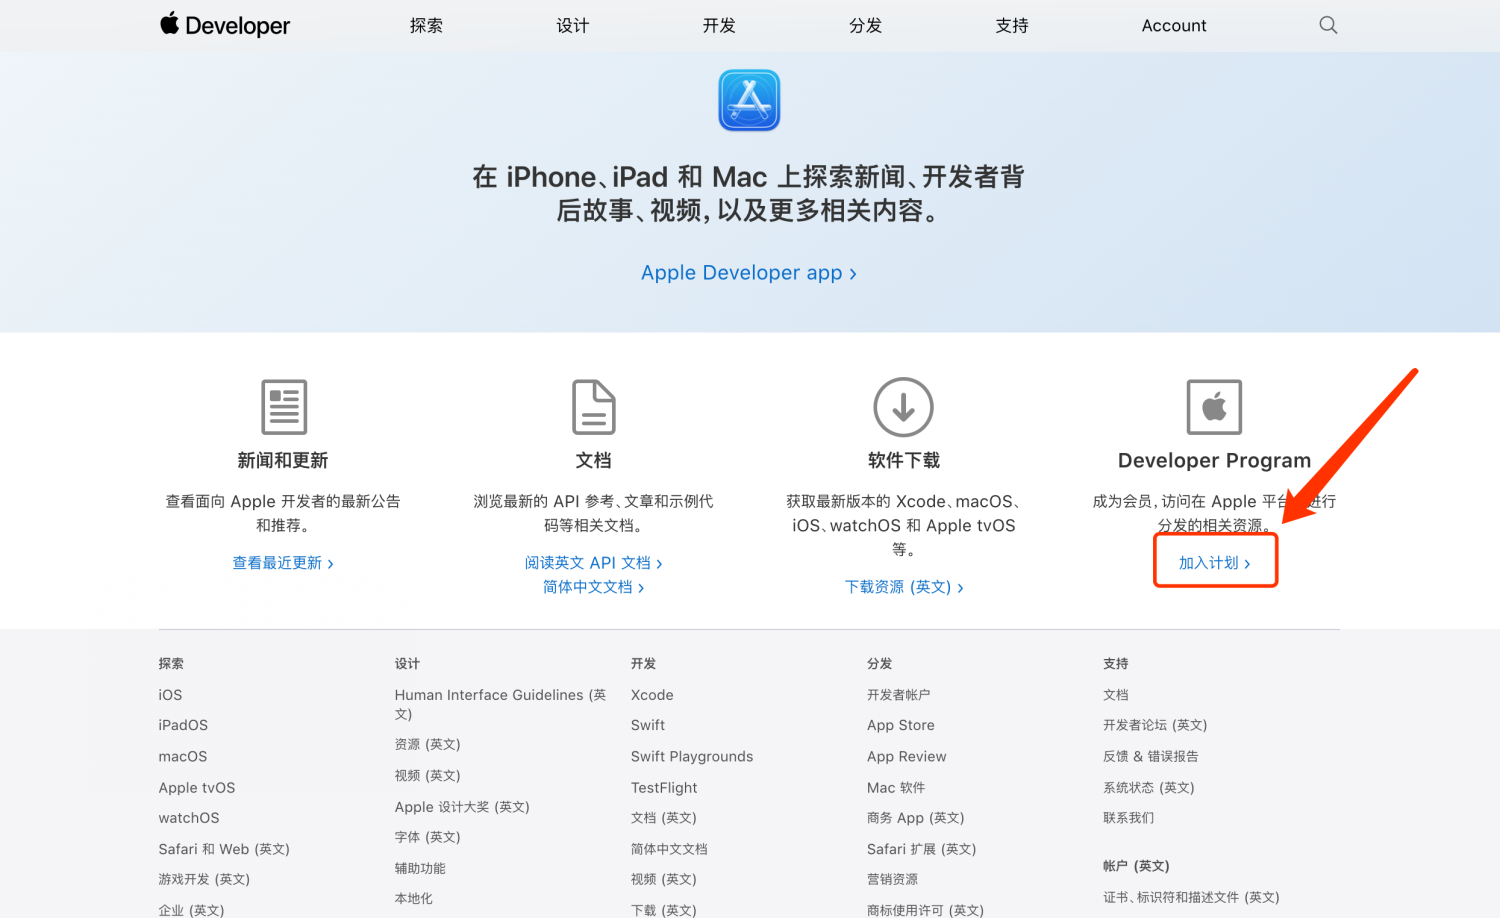 Developer
探索
设计
开发
分发
支持
Account
在 iPhone、iPad 和 Mac 上探索新闻、开发者背
后故事、视频，以及更多相关内容。
Apple Developer app ›
新闻和更新
查看面向 Apple 开发者的最新公告
和推荐。
查看最近更新 ›
文档
浏览最新的 API 参考、文章和示例代
码等相关文档。
阅读英文 API 文档 ›
简体中文文档 ›
软件下载
获取最新版本的 Xcode、macOS、
iOS、watchOS 和 Apple tvOS
等。
下载资源 (英文) ›
Developer Program
成为会员，访问在 Apple 平台 进行
分发的相关资源。
加入计划 ›
探索
iOS
iPadOS
macOS
Apple tvOS
watchOS
Safari 和 Web (英文)
游戏开发 (英文)
企业 (英文)
设计
Human Interface Guidelines (英
文)
资源 (英文)
视频 (英文)
Apple 设计大奖 (英文)
字体 (英文)
辅助功能
本地化
开发
Xcode
Swift
Swift Playgrounds
TestFlight
文档 (英文)
简体中文文档
视频 (英文)
下载 (英文)
分发
开发者帐户
App Store
App Review
Mac 软件
商务 App (英文)
Safari 扩展 (英文)
营销资源
商标使用许可 (英文)
支持
文档
开发者论坛 (英文)
反馈 & 错误报告
系统状态 (英文)
联系我们
帐户 (英文)
证书、标识符和描述文件 (英文)